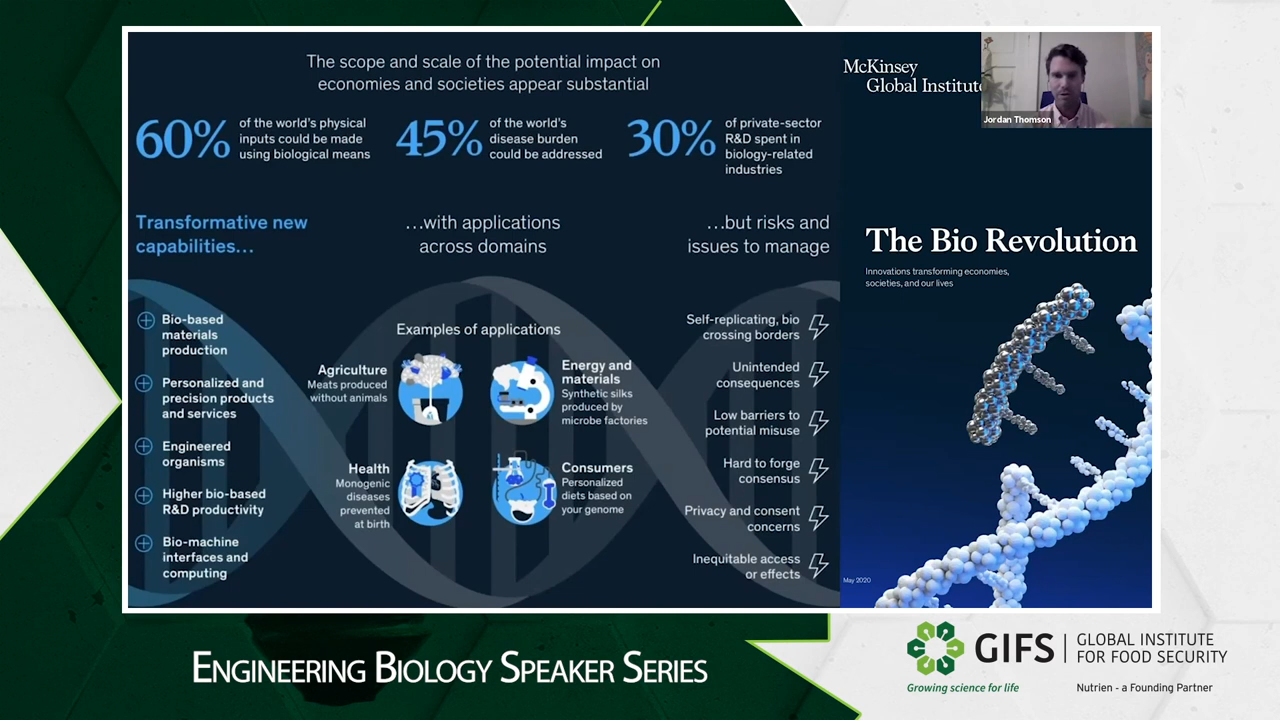 The scope and scale of the potential impact on
economies and societies appear substantial
60%
of the world's physical
inputs could be made
using biological means
45%
of the world's
disease burden
could be addressed
30%
of private-sector
R&D spent in
biology-related
industries
Transformative new
capabilities...
...with applications
across domains
...but risks and
issues to manage
Bio-based
materials
production
Personalized and
precision products
and services
Engineered
organisms
Higher bio-based
R&D productivity
Bio-machine
interfaces and
computing
Examples of applications
Agriculture
Meats produced
without animals
Energy and
materials
Synthetic silks
produced by
microbe factories
Health
Monogenic
diseases
prevented
at birth
Consumers
Personalized
diets based on
your genome
Self-replicating, bio
crossing borders
Unintended
consequences
Low barriers to
potential misuse
Hard to forge
consensus
Privacy and consent
concerns
Inequitable access
or effects
McKinsey
Global Institute
Jordan Thomson
The Bio Revolution
Innovations transforming economies,
societies, and our lives
May 2020
ENGINEERING BIOLOGY SPEAKER SERIES
GIFS
GLOBAL INSTITUTE
FOR FOOD SECURITY
Growing science for life
Nutrien - a Founding Partner